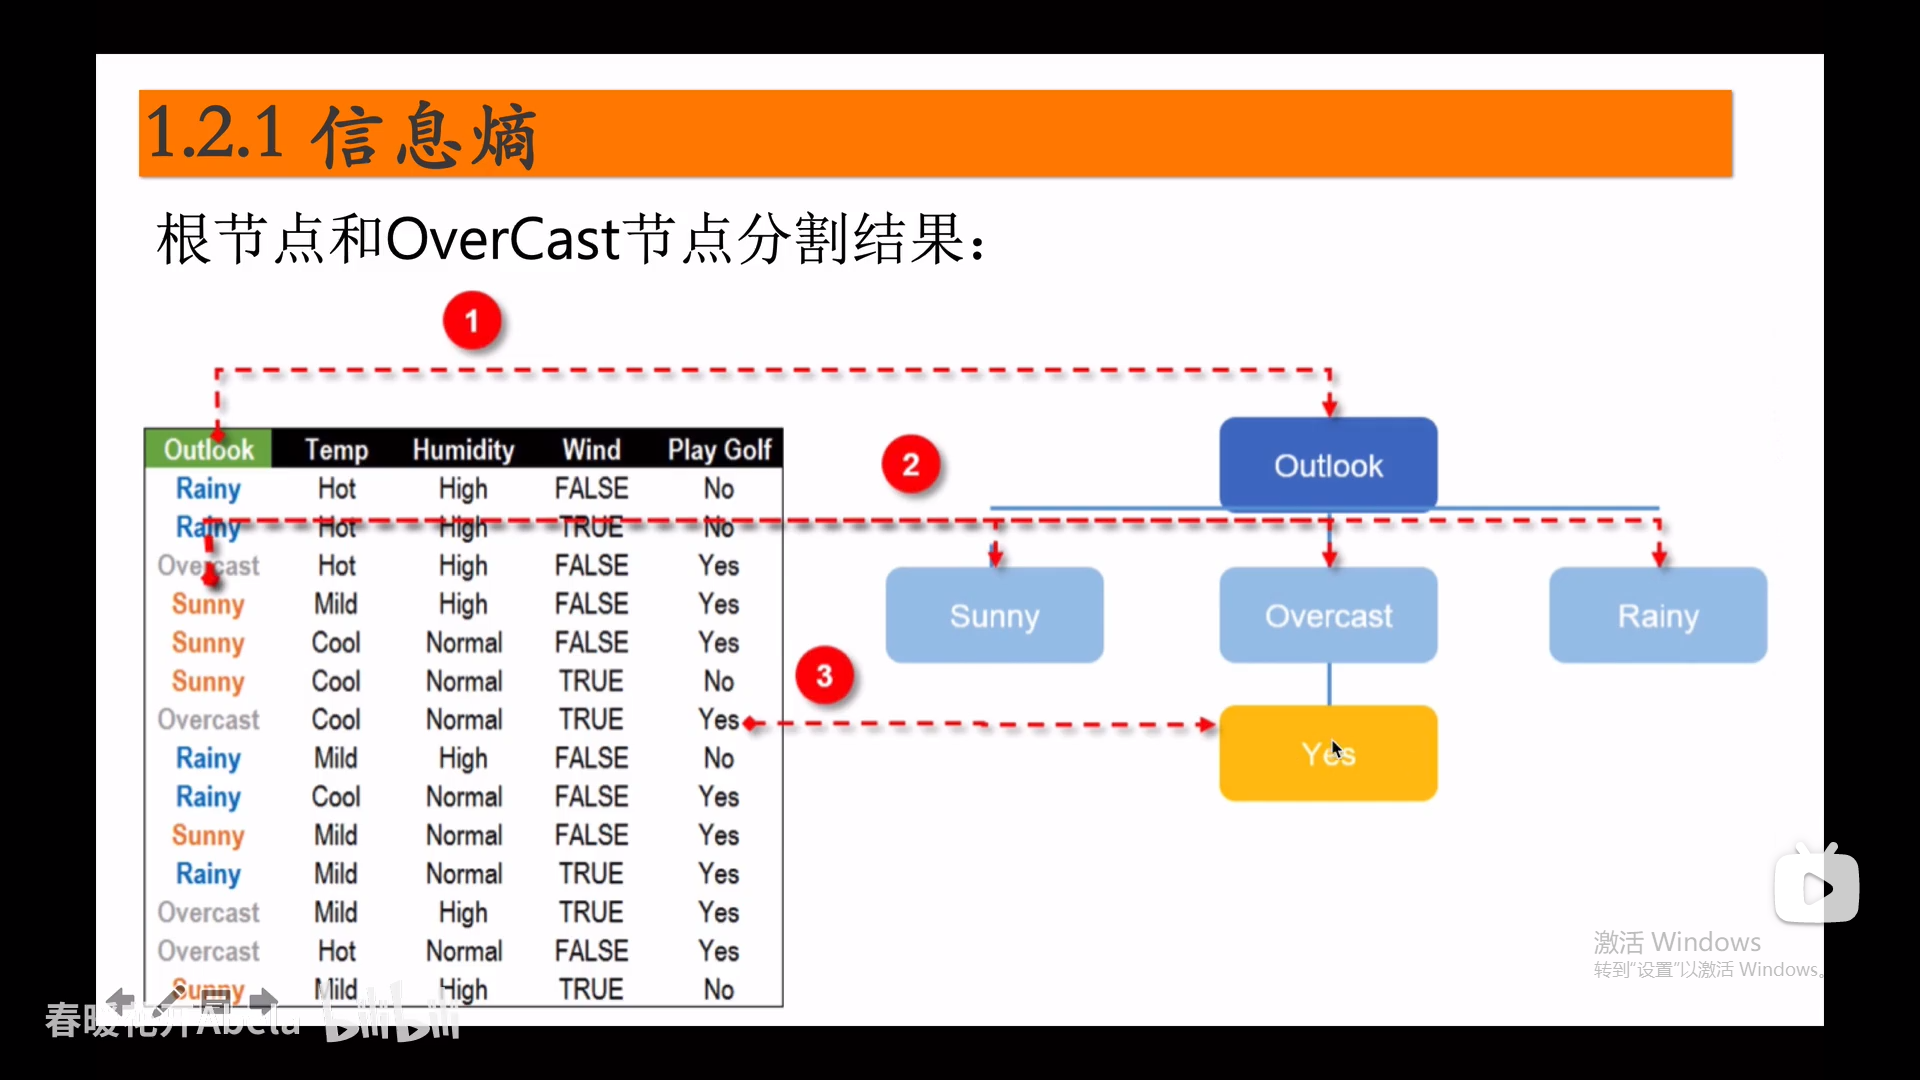 1.2.1 信息熵
根节点和OverCast节点分割结果：
1
Outlook Temp Humidity Wind Play Golf
Rainy Hot High FALSE No
Rainy Hot High TRUE No
Overcast Hot High FALSE Yes
Sunny Mild High FALSE Yes
Sunny Cool Normal FALSE Yes
Sunny Cool Normal TRUE No
Overcast Cool Normal TRUE Yes
Rainy Mild High FALSE No
Rainy Cool Normal FALSE Yes
Sunny Mild Normal FALSE Yes
Rainy Mild Normal TRUE Yes
Overcast Mild High TRUE Yes
Overcast Hot Normal FALSE Yes
Sunny Mild High TRUE No
2
Outlook
Sunny Overcast Rainy
3
Yes
激活 Windows
转到“设置”以激活 Windows。
春暖花开Abela bilibili